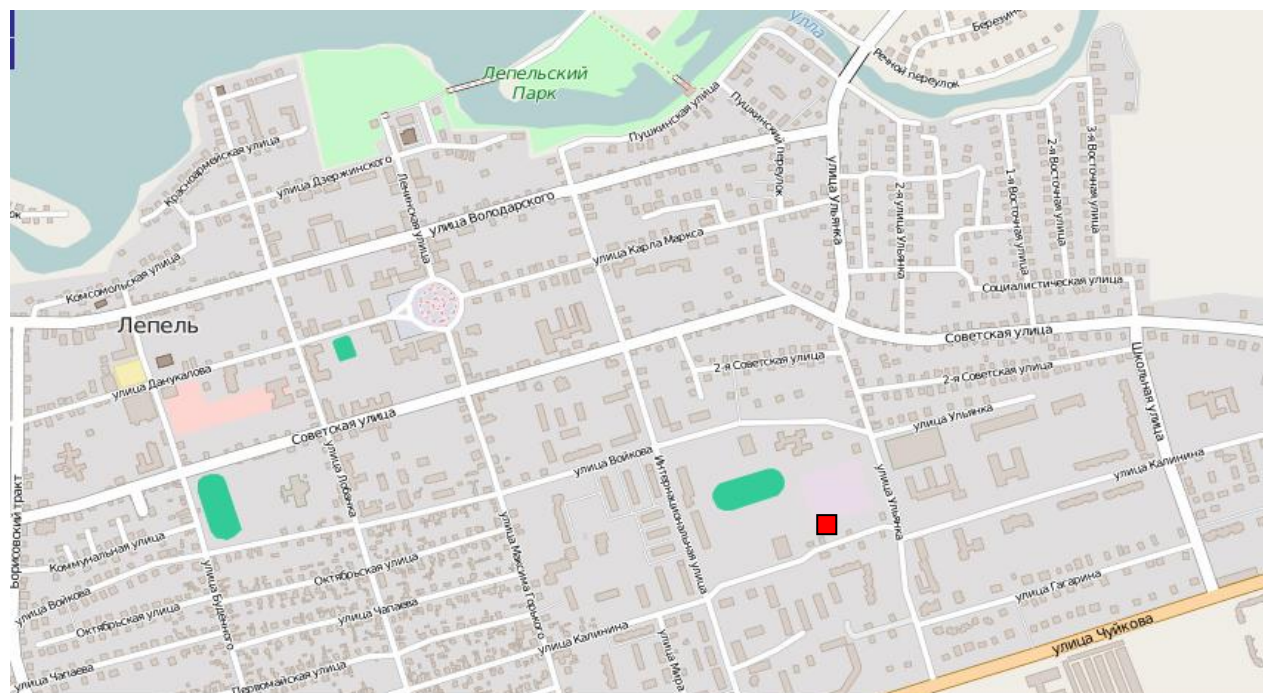 улла
Березина
Речной переулок
Лепельский
Парк
Пушкинская улица
Пушкинский переулок
Красноармейская улица
улица Дзержинского
Ленинская улица
улица Володарского
улица Ульянка
2-я улица Ульянка
1-я Восточная улица
2-я Восточная улица
3-я Восточная улица
улица Карла Маркса
Комсомольская улица
Социалистическая улица
Лепель
Советская улица
2-я Советская улица
2-я Советская улица
Школьная улица
улица Данукалова
Советская улица
улица Ульянка
улица Лобанка
улица Войкова
Интернациональная улица
улица Ульянка
улица Калинина
Борисовский тракт
Коммунальная улица
улица Максима Горького
Октябрьская улица
улица Войкова
улица Будённого
Октябрьская улица
улица Чапаева
улица Гагарина
улица Калинина
улица Мира
улица Чуйкова
улица Чапаева
Первомайская улица